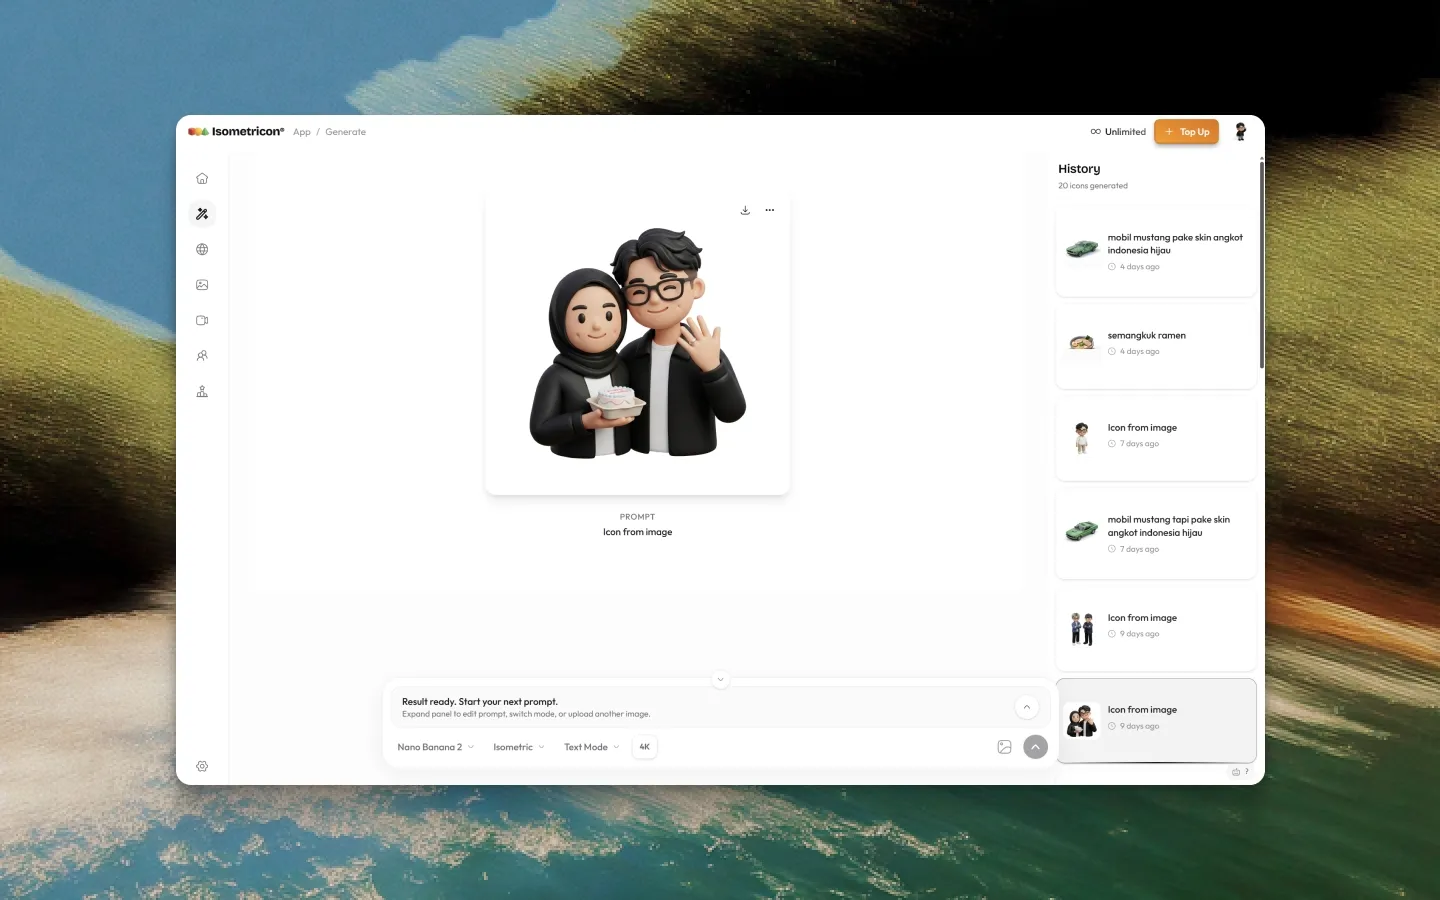 Isometricon®
App / Generate
Unlimited
Top Up
PROMPT
Icon from image
History
20 icons generated
mobil mustang pake skin angkot
indonesia hijau
4 days ago
semangkuk ramen
4 days ago
Icon from image
7 days ago
mobil mustang tapi pake skin
angkot indonesia hijau
7 days ago
Icon from image
9 days ago
Icon from image
9 days ago
Result ready. Start your next prompt.
Expand panel to edit prompt, switch mode, or upload another image.
Nano Banana 2 Isometric Text Mode 4K
?